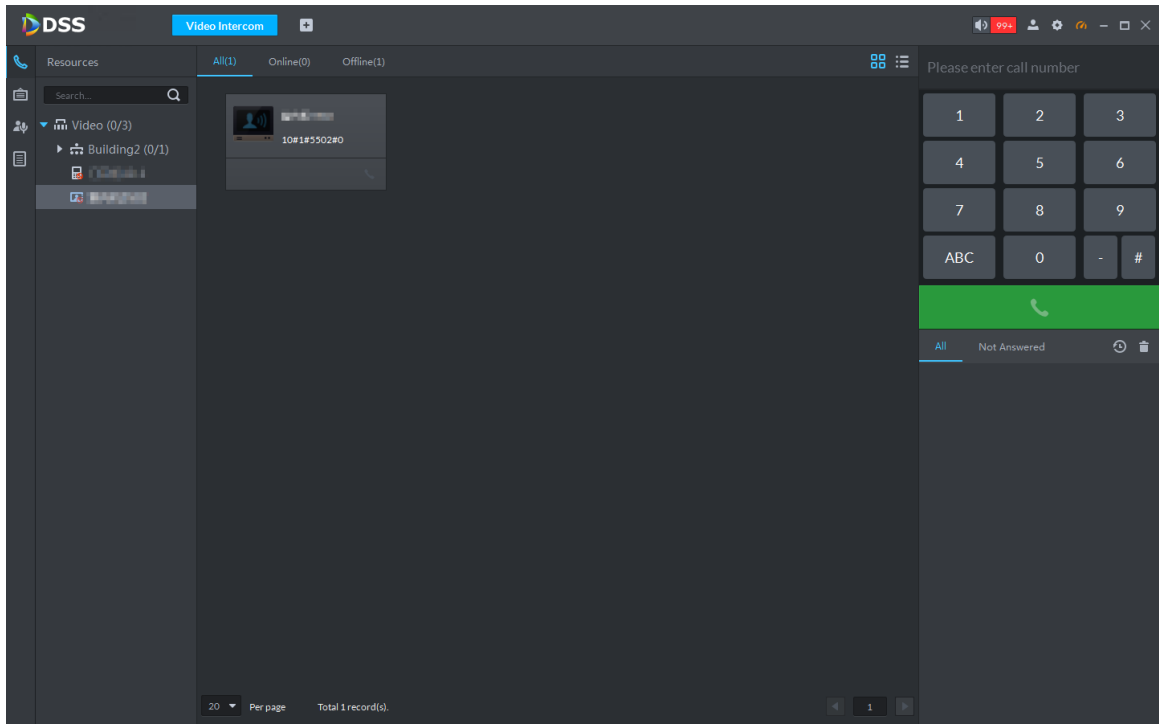 DSS
Video Intercom
99+
Resources
Search...
Video (0/3)
Building2 (0/1)
All(1) Online(0) Offline(1)
10#1#5502#0
20 Per page Total 1 record(s).
1
Please enter call number
1 2 3
4 5 6
7 8 9
ABC 0 - #
All Not Answered